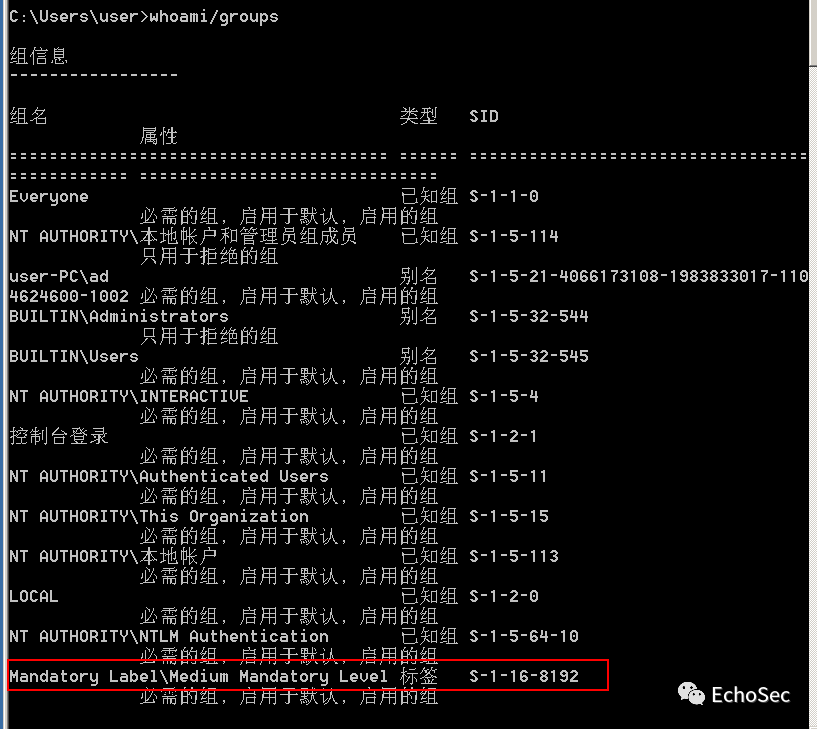 C:\Users\user>whoami/groups
组信息
-----------------
组名 类型 SID
属性
====================================== ====== ==================================
============ ==============================
Everyone 已知组 S-1-1-0
必需的组, 启用于默认, 启用的组
NT AUTHORITY\本地帐户和管理员组成员 已知组 S-1-5-114
只用于拒绝的组
user-PC\ad 别名 S-1-5-21-4066173108-1983833017-110
4624600-1002 必需的组, 启用于默认, 启用的组
BUILTIN\Administrators 别名 S-1-5-32-544
只用于拒绝的组
BUILTIN\Users 别名 S-1-5-32-545
必需的组, 启用于默认, 启用的组
NT AUTHORITY\INTERACTIVE 已知组 S-1-5-4
必需的组, 启用于默认, 启用的组
控制台登录 已知组 S-1-2-1
必需的组, 启用于默认, 启用的组
NT AUTHORITY\Authenticated Users 已知组 S-1-5-11
必需的组, 启用于默认, 启用的组
NT AUTHORITY\This Organization 已知组 S-1-5-15
必需的组, 启用于默认, 启用的组
NT AUTHORITY\本地帐户 已知组 S-1-5-113
必需的组, 启用于默认, 启用的组
LOCAL 已知组 S-1-2-0
必需的组, 启用于默认, 启用的组
NT AUTHORITY\NTLM Authentication 已知组 S-1-5-64-10
必需的组, 启用于默认, 启用的组
Mandatory Label\Medium Mandatory Level 标签 S-1-16-8192
必需的组, 启用于默认, 启用的组
EchoSec